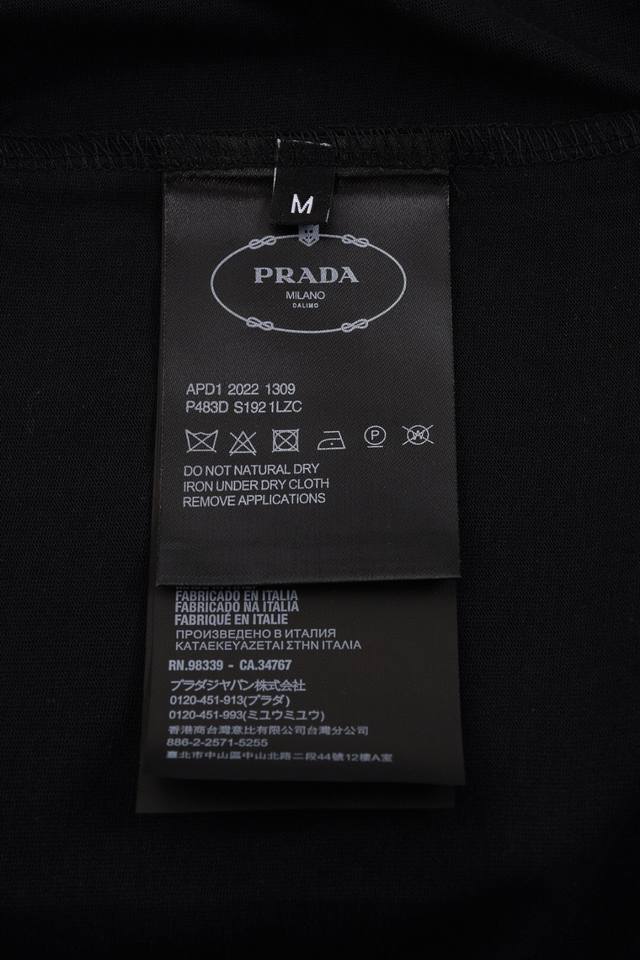 M
PRADA
MILANO
DALIMO
APD1 2022 1309
P483D S192 1LZC
P
W
DO NOT NATURAL DRY
IRON UNDER DRY CLOTH
REMOVE APPLICATIONS
FABRICADO EN ITALIA
FABRICADO NA ITALIA
FABRIQUÉ EN ITALIE
ПРОИЗВЕДЕНО В ИТАЛИЯ
ΚΑΤΑΕΚΕΥΑΖΕΤΑΙ ΣΤΗΝ ΙΤΑΛΙΑ
RN.98339 - CA.34767
プラダジャパン株式会社
0120-451-913(プラダ)
0120-451-993(ミユウミユウ)
香港商台灣意比有限公司台灣分公司
886-2-2571-5255
臺北市中山區中山北路二段44號12樓A室